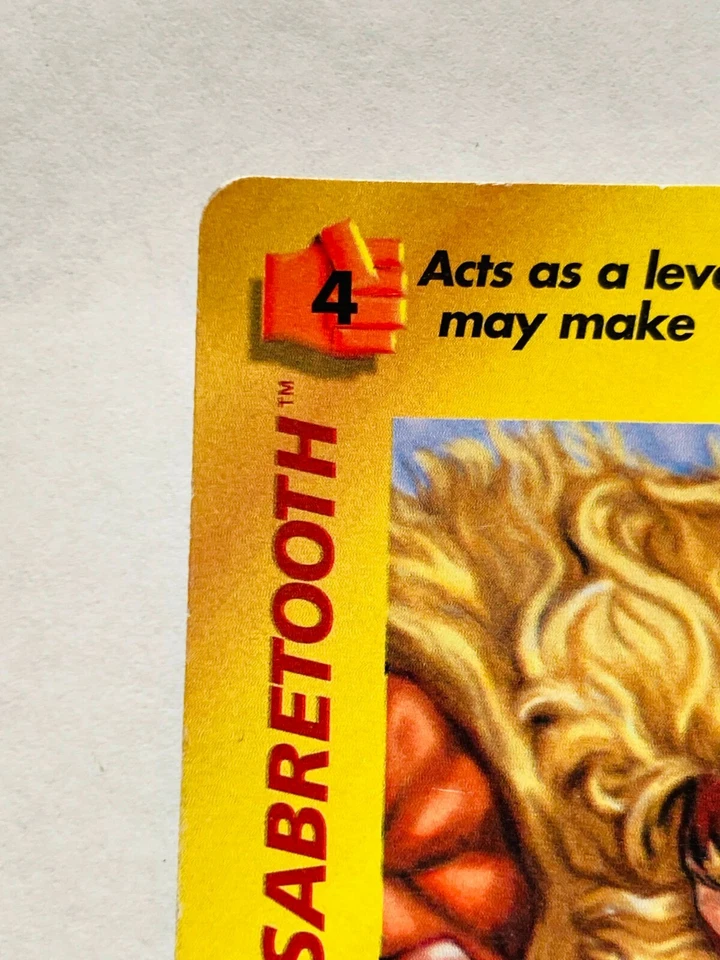 4
Acts as a leve
may make
SABRETOOTH™